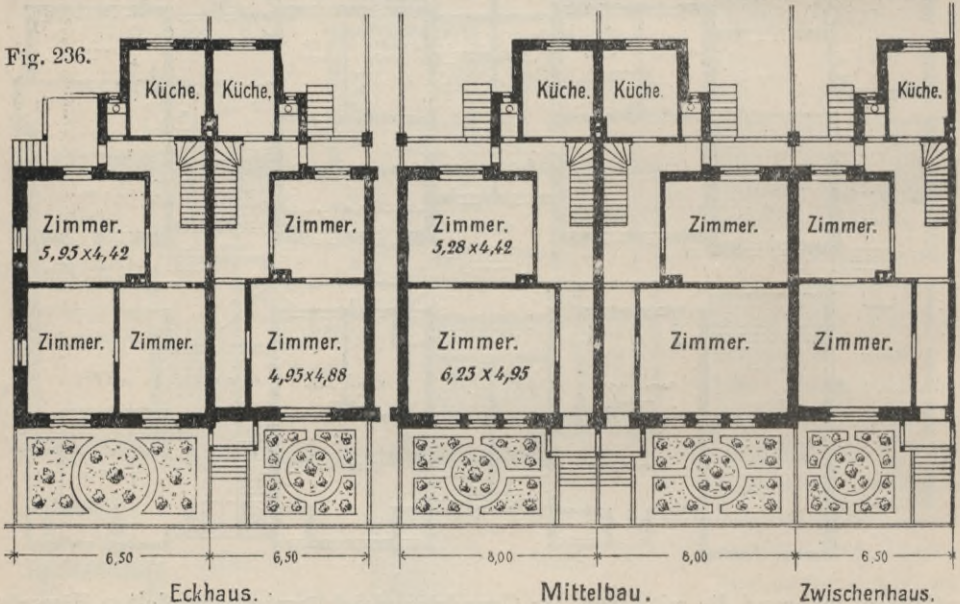 Fig. 236.
Küche. Küche. Küche. Küche. Küche.
Zimmer. Zimmer. Zimmer. Zimmer. Zimmer.
5,95 x 4,42 5,28 x 4,42
Zimmer. Zimmer. Zimmer. Zimmer. Zimmer. Zimmer.
4,95 x 4,88 6,23 x 4,95
6,50 6,50 8,00 8,00 6,50
Eckhaus. Mittelbau. Zwischenhaus.